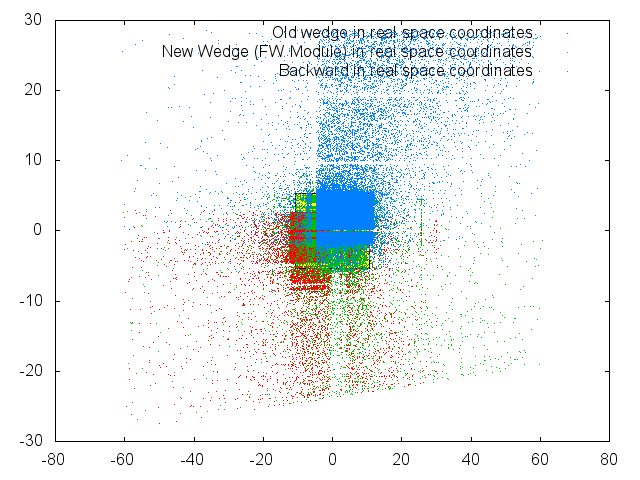 30
Old wedge in real space coordinates
New Wedge (FW Module) in real space coordinates
Backward in real space coordinates
20
10
0
-10
-20
-30
-80 -60 -40 -20 0 20 40 60 80